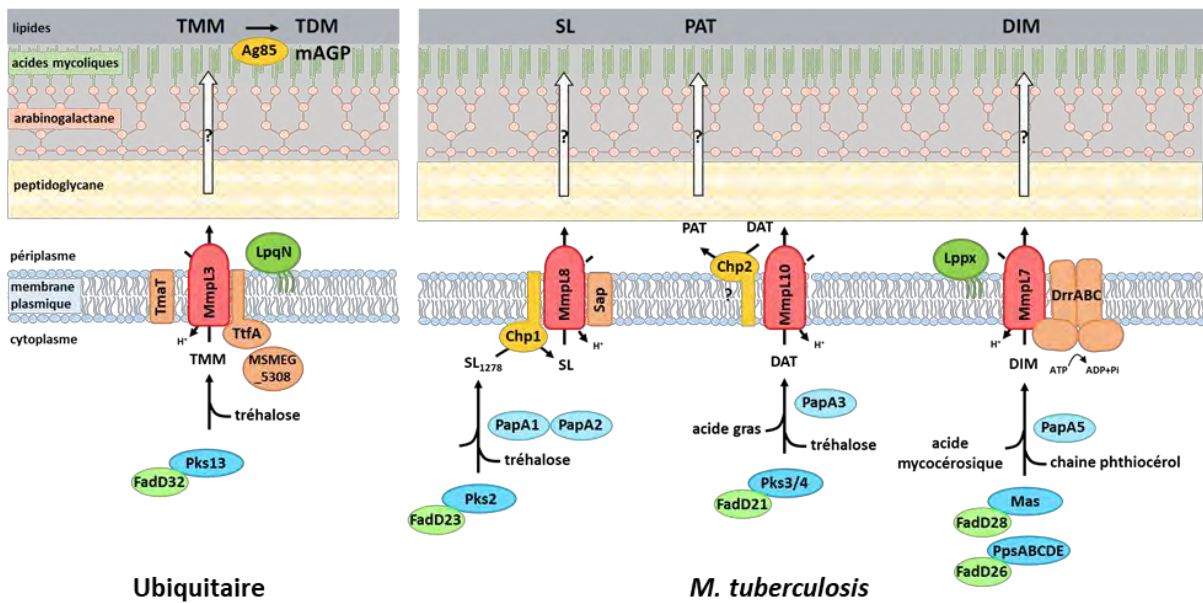 lipides
TMM
TDM
Ag85
mAGP
acides mycoliques
arabinogalactane
?
peptidoglycane
périplasme
LpqN
membrane
plasmique
TmaT
MmpL3
TtfA
cytoplasme
H⁺
TMM
MSMEG
_5308
tréhalose
Pks13
FadD32
Ubiquitaire
SL
PAT
DIM
?
?
?
PAT
DAT
Chp2
?
Lppx
MmpL8
Sap
MmpL10
MmpL7
DrrABC
Chp1
H⁺
H⁺
H⁺
SL₁₂₇₈
SL
DAT
DIM
ATP
ADP+Pi
PapA1
PapA2
tréhalose
Pks2
FadD23
PapA3
acide gras
tréhalose
Pks3/4
FadD21
PapA5
acide
mycocérosique
chaine phthiocérol
Mas
FadD28
PpsABCDE
FadD26
M. tuberculosis